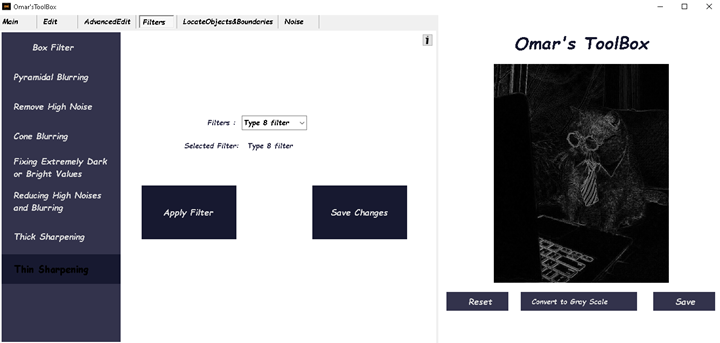 Omar'sToolBox
Main Edit AdvancedEdit Filters LocateObjects&Boundaries Noise
Box Filter
Pyramidal Blurring
Remove High Noise
Cone Blurring
Fixing Extremely Dark
or Bright Values
Reducing High Noises
and Blurring
Thick Sharpening
Thin Sharpening
i
Filters : Type 8 filter
Selected Filter: Type 8 filter
Apply Filter Save Changes
Omar's ToolBox
Reset Convert to Gray Scale Save